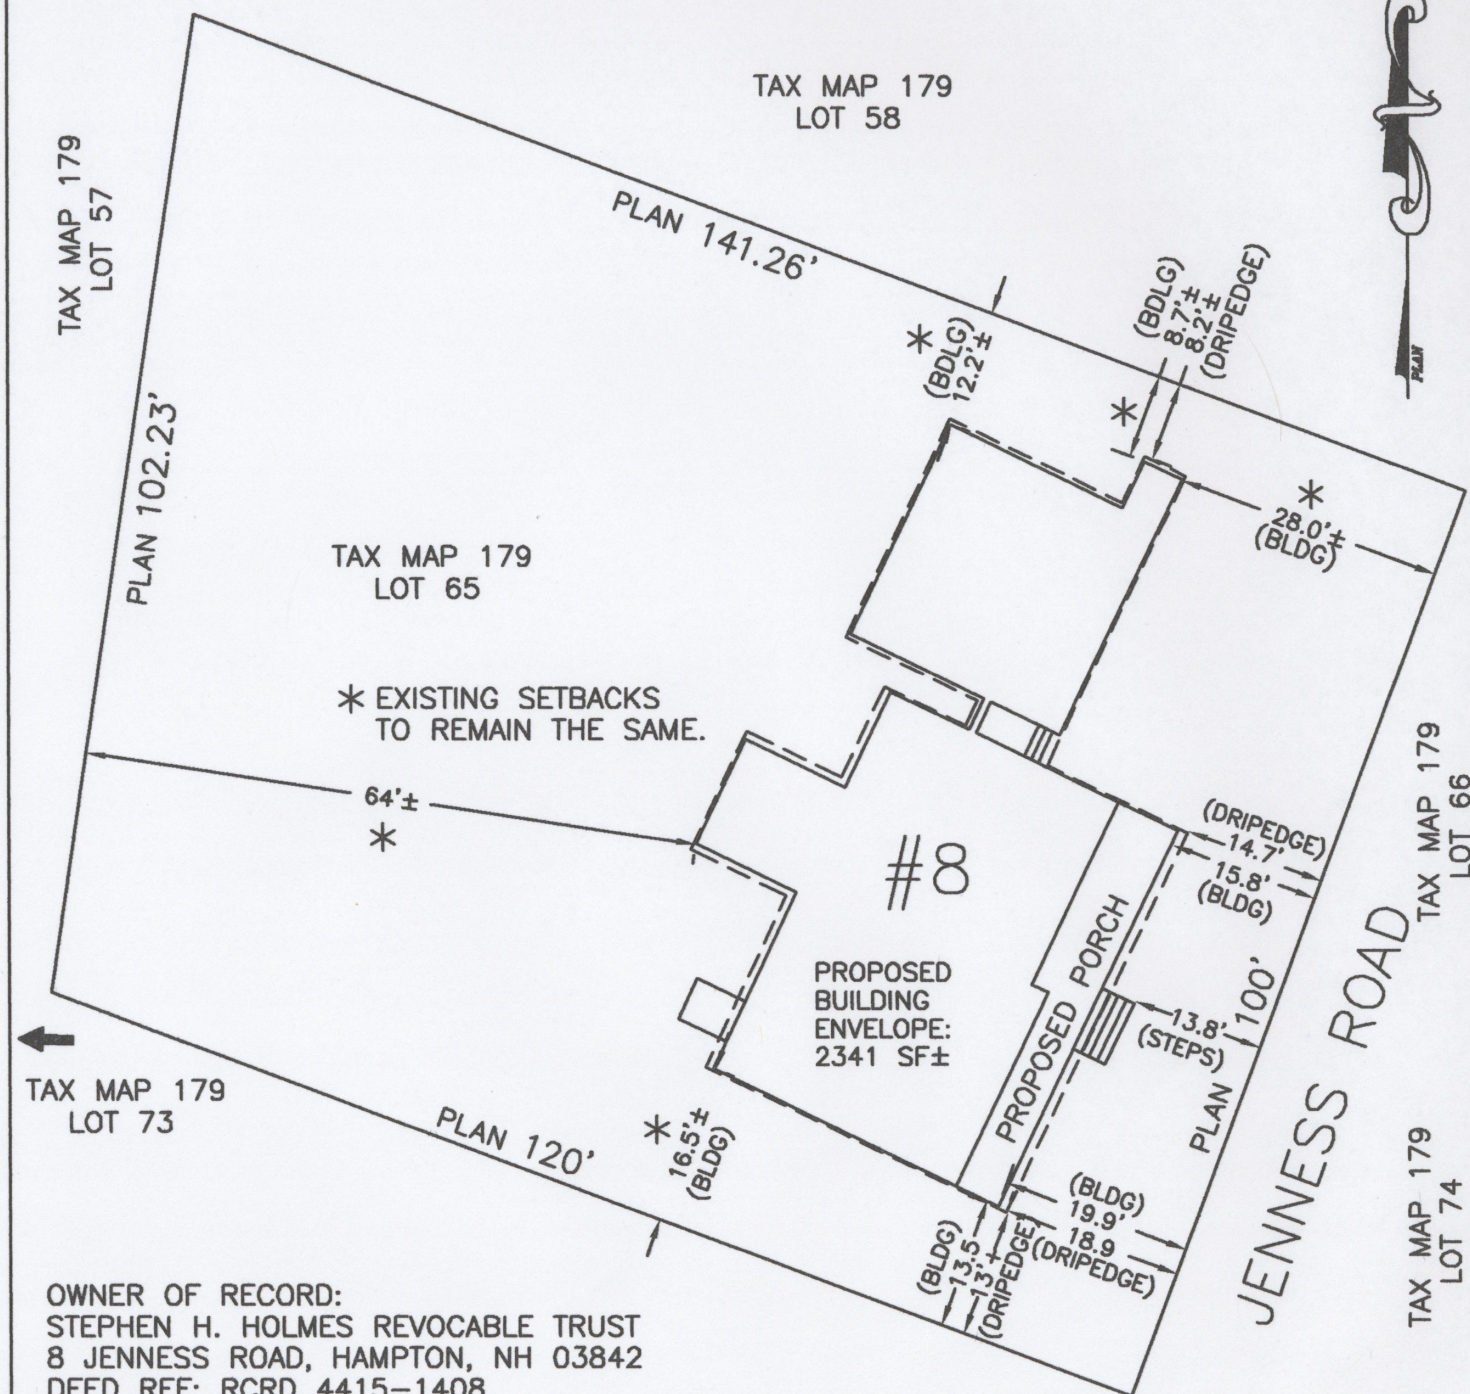 TAX MAP 179
LOT 58
TAX MAP 179
LOT 57
PLAN 141.26'
PLAN 102.23'
PLAN
(BDLG)
8.7'±
8.2'±
(DRIPEDGE)
*
(BDLG)
12.2'±
*
*
28.0'±
(BLDG)
TAX MAP 179
LOT 65
* EXISTING SETBACKS
TO REMAIN THE SAME.
64'±
*
#8
(DRIPEDGE)
14.7'
15.8'
(BLDG)
TAX MAP 179
LOT 66
PROPOSED
BUILDING
ENVELOPE:
2341 SF±
PROPOSED PORCH
13.8'
(STEPS)
PLAN 100'
JENNESS ROAD
TAX MAP 179
LOT 73
PLAN 120'
*
16.5'±
(BLDG)
(BLDG)
19.9'
18.9
(DRIPEDGE)
(BLDG)
13.5
13'±
(DRIPEDGE)
TAX MAP 179
LOT 74
OWNER OF RECORD:
STEPHEN H. HOLMES REVOCABLE TRUST
8 JENNESS ROAD, HAMPTON, NH 03842
DEED REF: RCRD 4415-1408